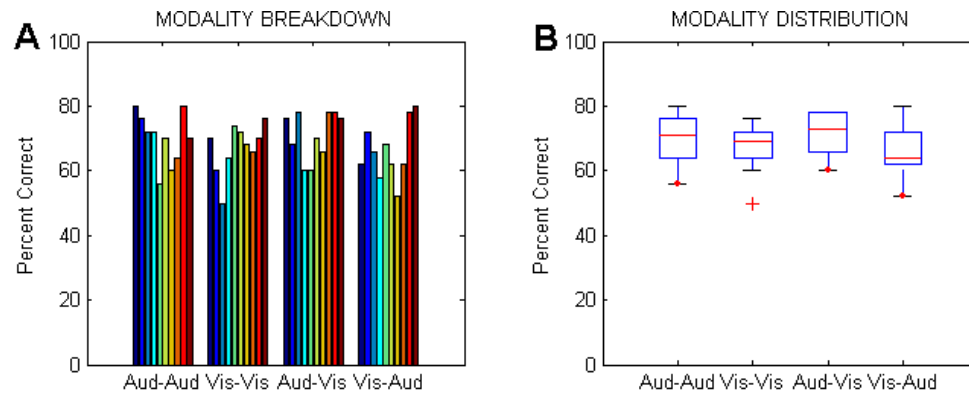 A
MODALITY BREAKDOWN
Percent Correct
100
80
60
40
20
0
Aud-Aud Vis-Vis Aud-Vis Vis-Aud
B
MODALITY DISTRIBUTION
Percent Correct
100
80
60
40
20
0
Aud-Aud Vis-Vis Aud-Vis Vis-Aud